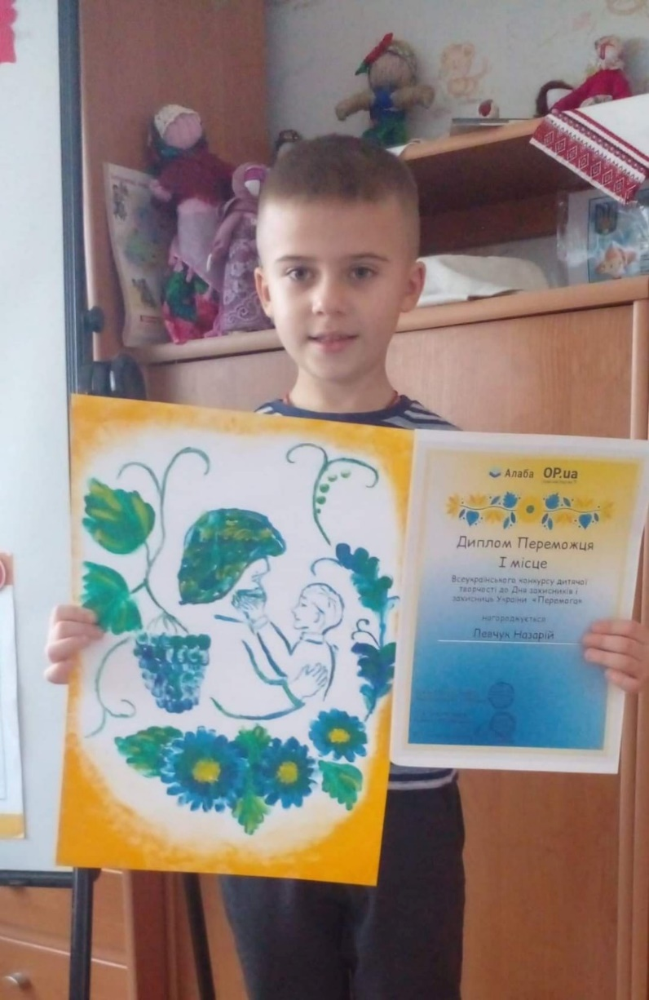 Алаба OP.ua
Диплом Переможця
І місце
Всеукраїнського конкурсу дитячої
творчості до Дня захисників і
захисниць України «Перемога»
нагороджується
Левчук Назарій